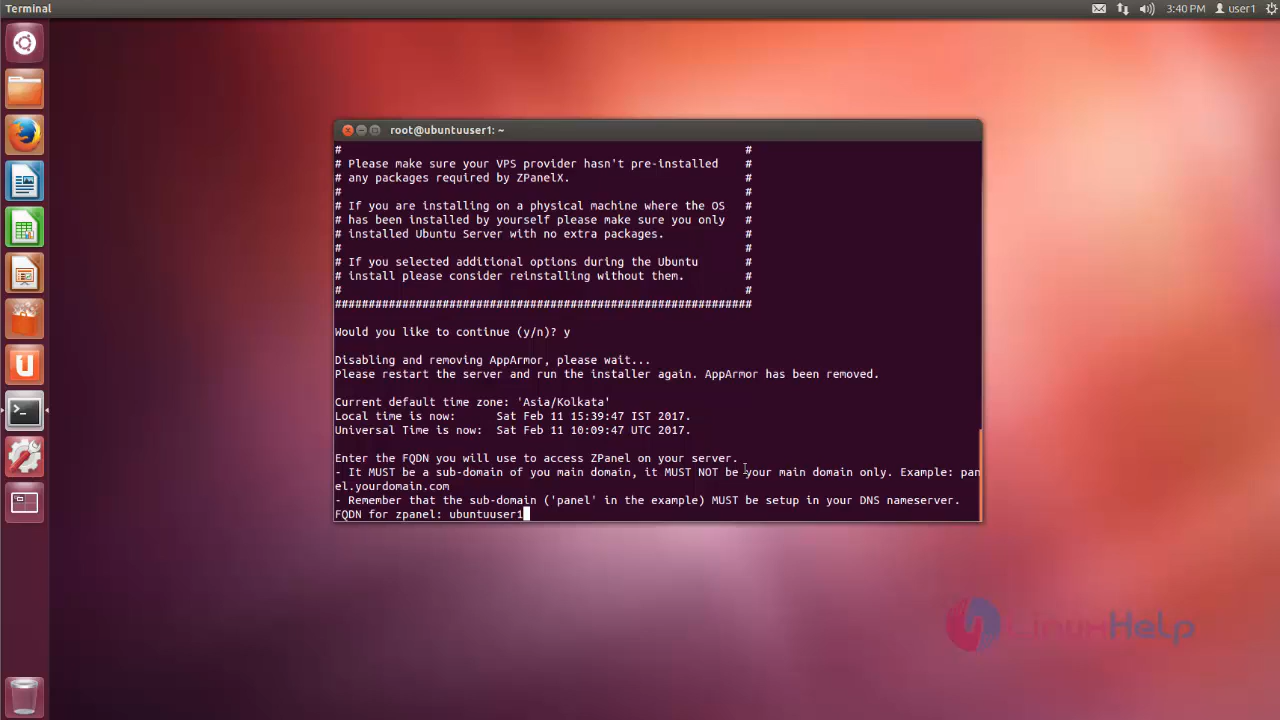 Terminal
3:40 PM
user1
root@ubuntuuser1: ~
# #
# Please make sure your VPS provider hasn't pre-installed #
# any packages required by ZPanelX. #
# #
# If you are installing on a physical machine where the OS #
# has been installed by yourself please make sure you only #
# installed Ubuntu Server with no extra packages. #
# #
# If you selected additional options during the Ubuntu #
# install please consider reinstalling without them. #
# #
##############################################################
Would you like to continue (y/n)? y
Disabling and removing AppArmor, please wait...
Please restart the server and run the installer again. AppArmor has been removed.
Current default time zone: 'Asia/Kolkata'
Local time is now:      Sat Feb 11 15:39:47 IST 2017.
Universal Time is now:  Sat Feb 11 10:09:47 UTC 2017.
Enter the FQDN you will use to access ZPanel on your server.
- It MUST be a sub-domain of you main domain, it MUST NOT be your main domain only. Example: pan
el.yourdomain.com
- Remember that the sub-domain ('panel' in the example) MUST be setup in your DNS nameserver.
FQDN for zpanel: ubuntuuser1
LinuxHelp